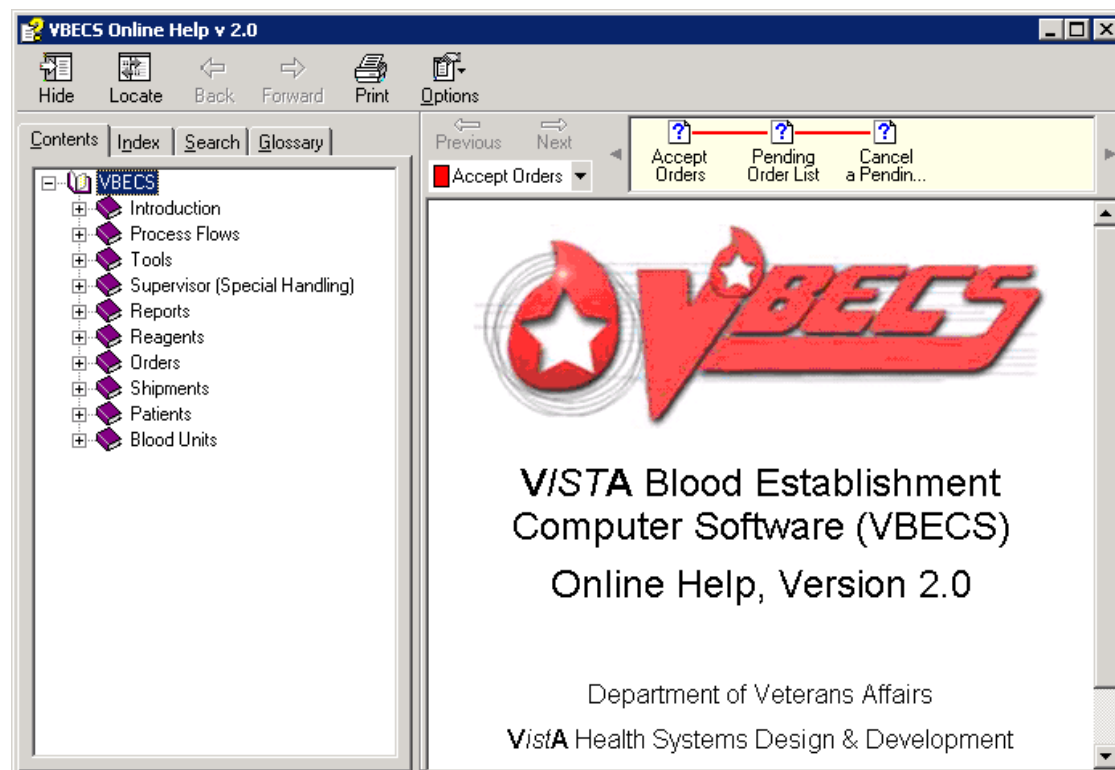 VBECS Online Help v 2.0
Hide Locate Back Forward Print Options
Contents Index Search Glossary
VBECS
Introduction
Process Flows
Tools
Supervisor (Special Handling)
Reports
Reagents
Orders
Shipments
Patients
Blood Units
Previous Next
Accept Orders
Accept Orders
Pending Order List
Cancel a Pendin...
VBECS
VISTA Blood Establishment
Computer Software (VBECS)
Online Help, Version 2.0
Department of Veterans Affairs
VistA Health Systems Design & Development